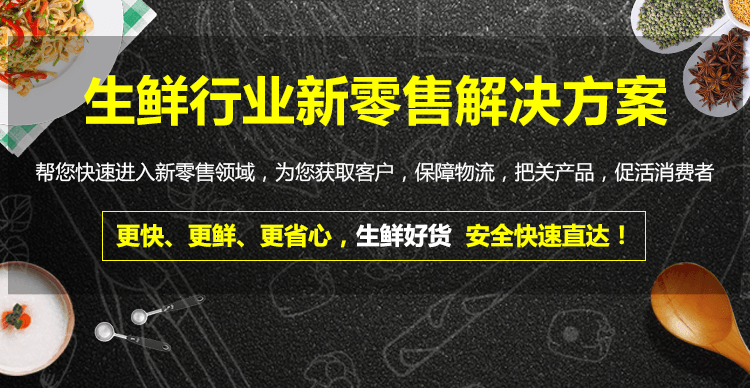 生鲜行业新零售解决方案
帮您快速进入新零售领域，为您获取客户，保障物流，把关产品，促活消费者
更快、更鲜、更省心，生鲜好货 安全快速直达！